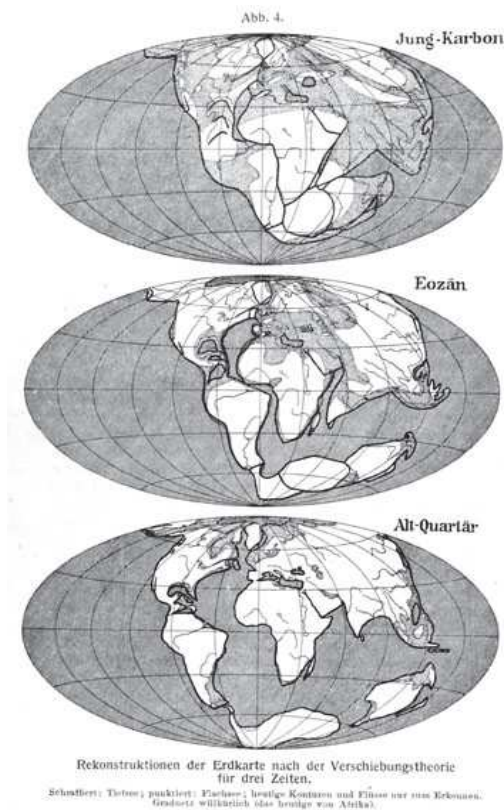 Abb. 4.
Jung-Karbon
Eozän
Alt-Quartär
Rekonstruktionen der Erdkarte nach der Verschiebungstheorie
für drei Zeiten.
Schraffiert: Tiefsee; punktiert: Flachsee; heutige Konturen und Flüsse nur zum Erkennen.
Gradnetz willkürlich (das heutige von Afrika).